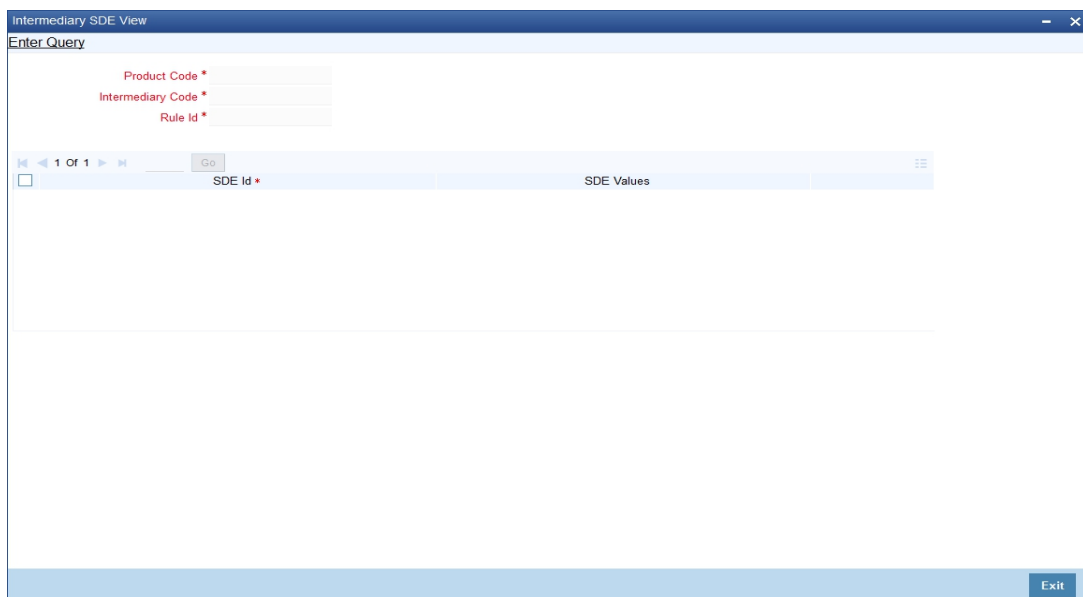 Intermediary SDE View
Enter Query
Product Code *
Intermediary Code *
Rule Id *
1 Of 1 Go
SDE Id * SDE Values
Exit